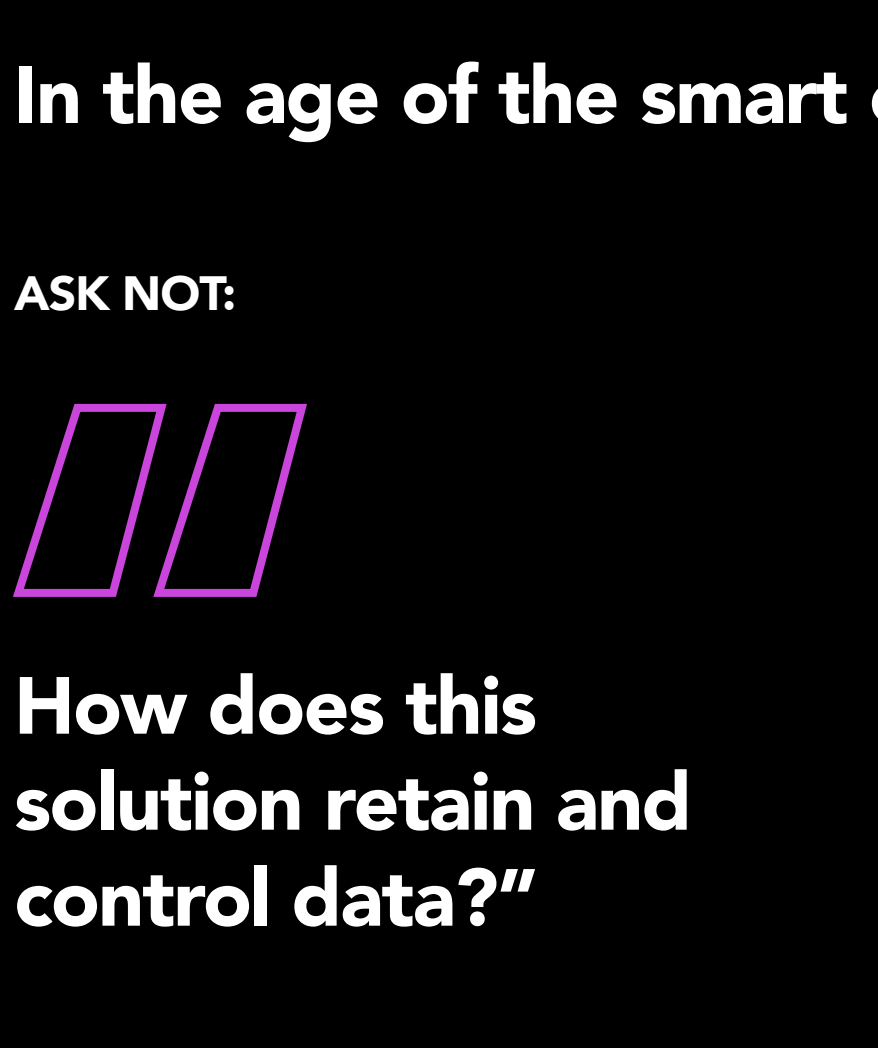 In the age of the smart
ASK NOT:
How does this
solution retain and
control data?”